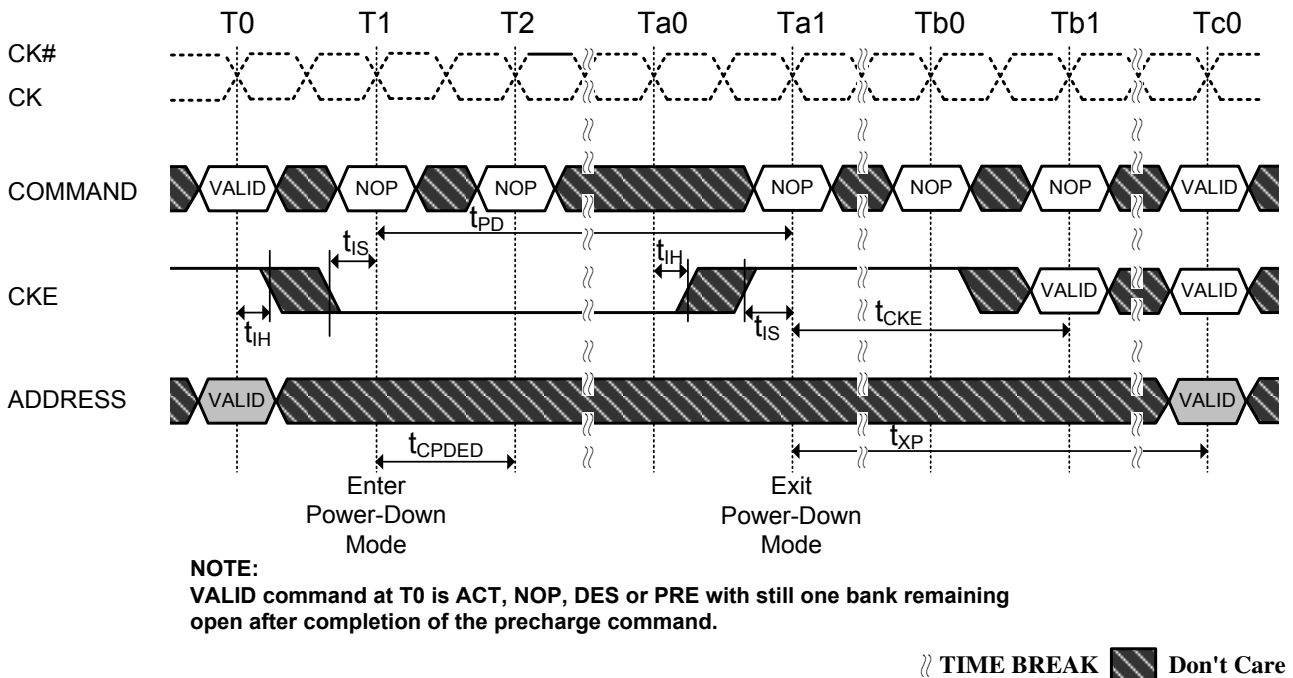 T0 T1 T2 Ta0 Ta1 Tb0 Tb1 Tc0
CK#
CK
COMMAND VALID NOP NOP NOP NOP NOP VALID
tPD
tIS tIH
CKE VALID VALID
tIH tIS tCKE
ADDRESS VALID VALID
tCPDED tXP
Enter
Power-Down
Mode
Exit
Power-Down
Mode
NOTE:
VALID command at T0 is ACT, NOP, DES or PRE with still one bank remaining
open after completion of the precharge command.
TIME BREAK Don't Care